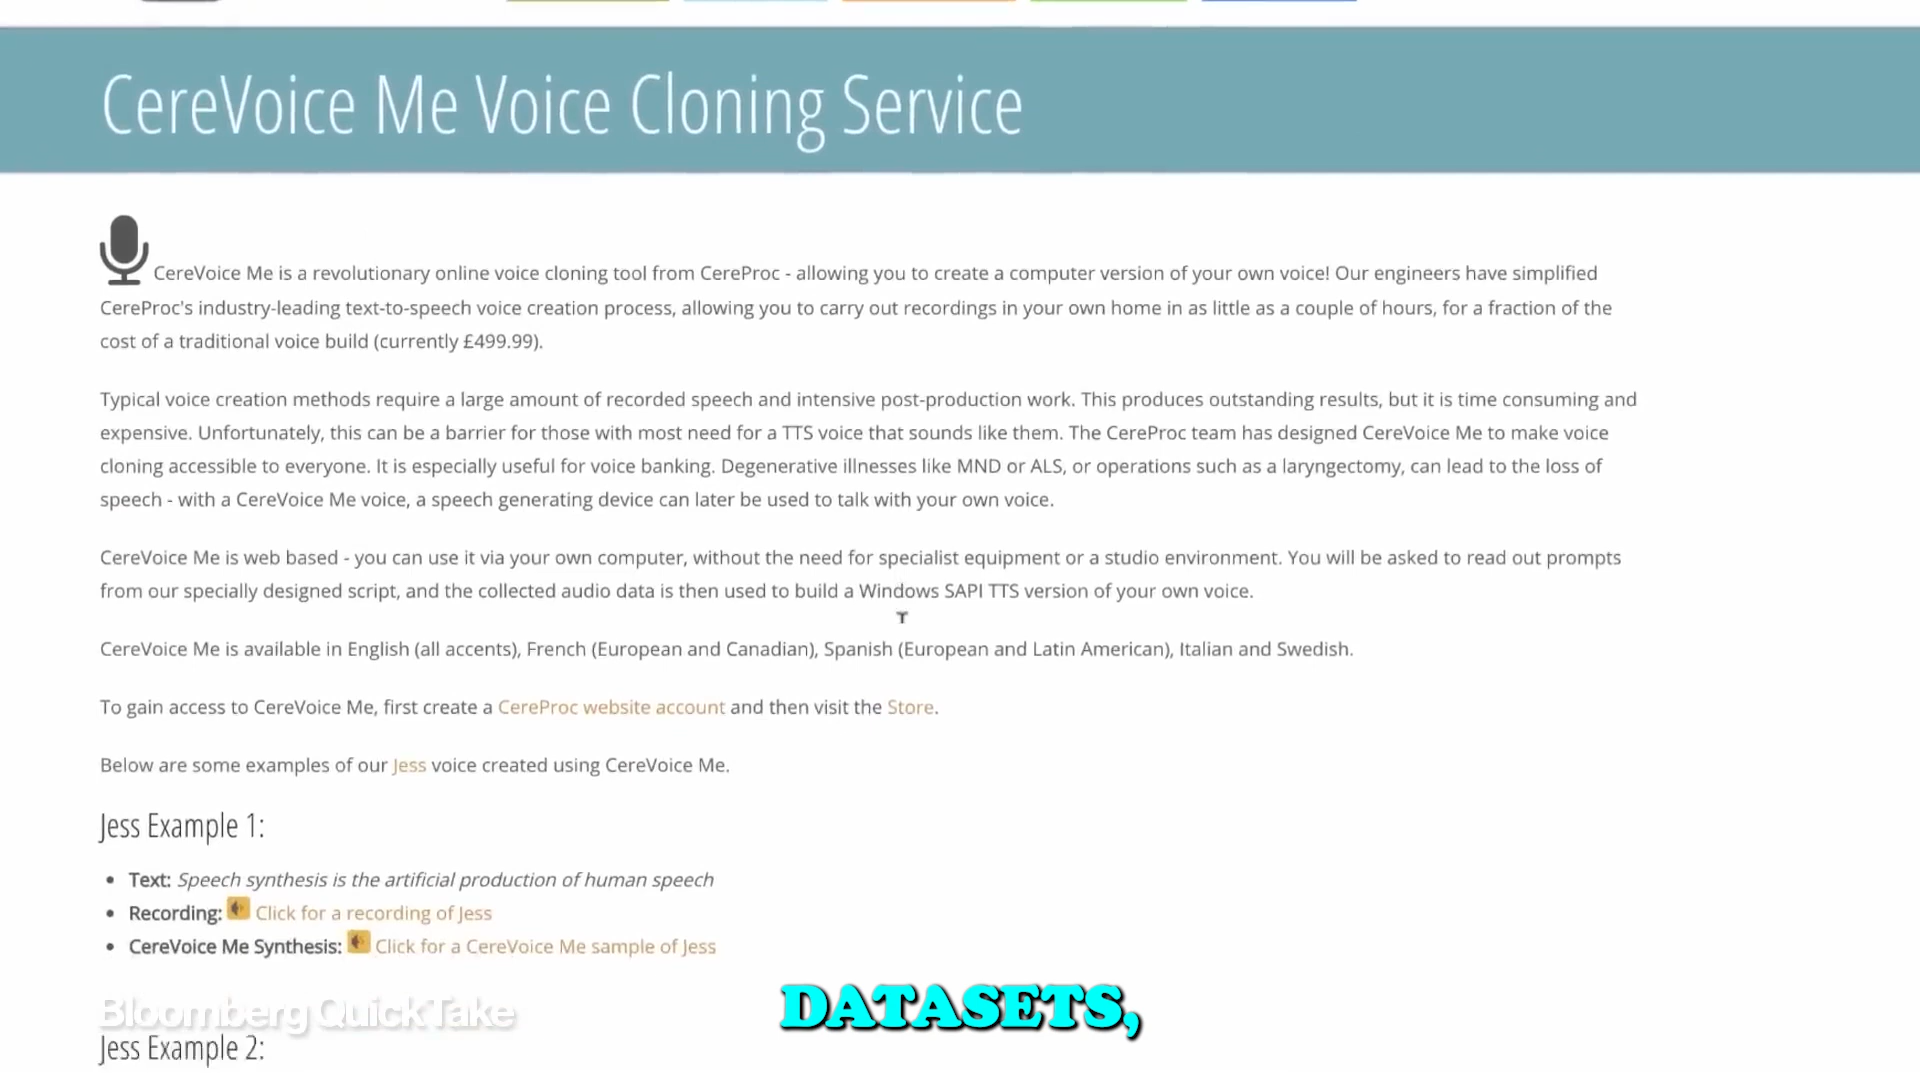 CereVoice Me Voice Cloning Service
CereVoice Me is a revolutionary online voice cloning tool from CereProc - allowing you to create a computer version of your own voice! Our engineers have simplified
CereProc's industry-leading text-to-speech voice creation process, allowing you to carry out recordings in your own home in as little as a couple of hours, for a fraction of the
cost of a traditional voice build (currently £499.99).
Typical voice creation methods require a large amount of recorded speech and intensive post-production work. This produces outstanding results, but it is time consuming and
expensive. Unfortunately, this can be a barrier for those with most need for a TTS voice that sounds like them. The CereProc team has designed CereVoice Me to make voice
cloning accessible to everyone. It is especially useful for voice banking. Degenerative illnesses like MND or ALS, or operations such as a laryngectomy, can lead to the loss of
speech - with a CereVoice Me voice, a speech generating device can later be used to talk with your own voice.
CereVoice Me is web based - you can use it via your own computer, without the need for specialist equipment or a studio environment. You will be asked to read out prompts
from our specially designed script, and the collected audio data is then used to build a Windows SAPI TTS version of your own voice.
CereVoice Me is available in English (all accents), French (European and Canadian), Spanish (European and Latin American), Italian and Swedish.
To gain access to CereVoice Me, first create a CereProc website account and then visit the Store.
Below are some examples of our Jess voice created using CereVoice Me.
Jess Example 1:
• Text: Speech synthesis is the artificial production of human speech
• Recording: Click for a recording of Jess
• CereVoice Me Synthesis: Click for a CereVoice Me sample of Jess
Bloomberg QuickTake
DATASETS,
Jess Example 2: